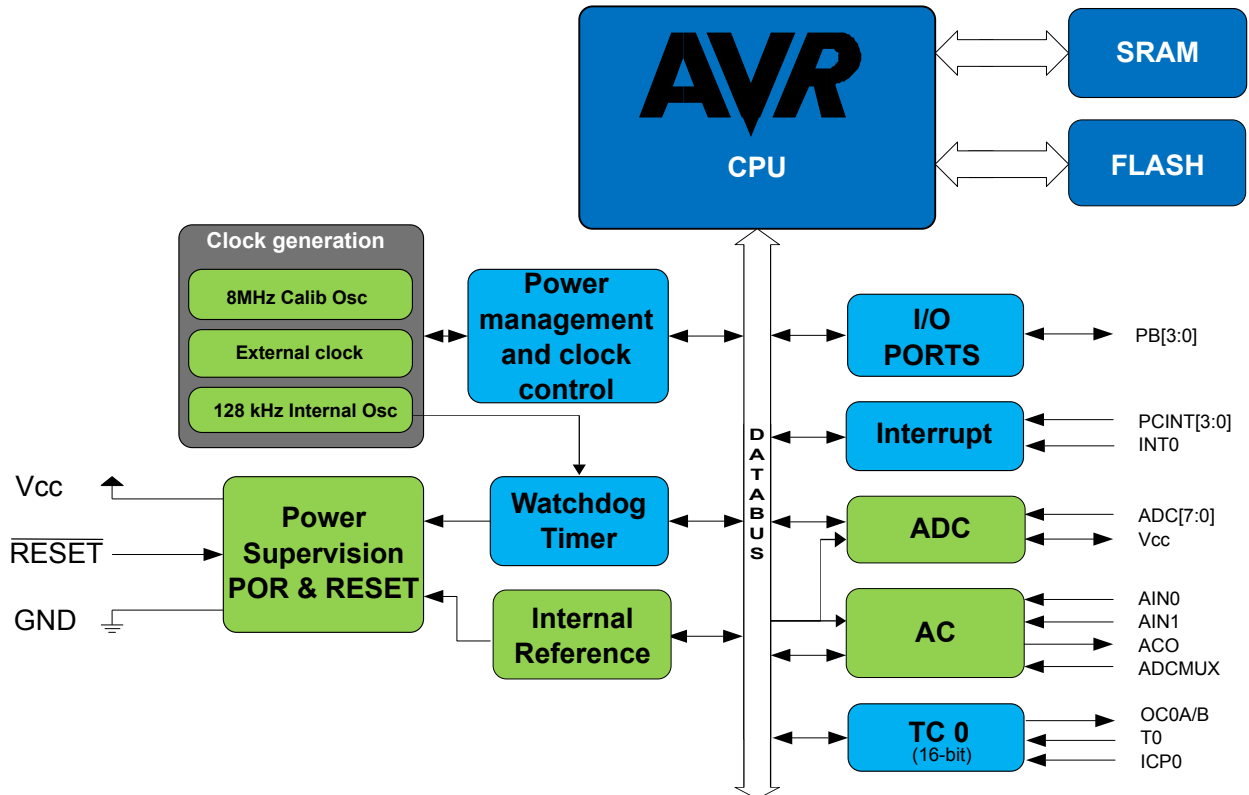 AVR
CPU
SRAM
FLASH
Clock generation
8MHz Calib Osc
External clock
128 kHz Internal Osc
Power
management
and clock
control
I/O
PORTS
PB[3:0]
Interrupt
PCINT[3:0]
INT0
DATABUS
Vcc
RESET
GND
Power
Supervision
POR & RESET
Watchdog
Timer
Internal
Reference
ADC
ADC[7:0]
Vcc
AC
AIN0
AIN1
ACO
ADCMUX
TC 0
(16-bit)
OC0A/B
T0
ICP0